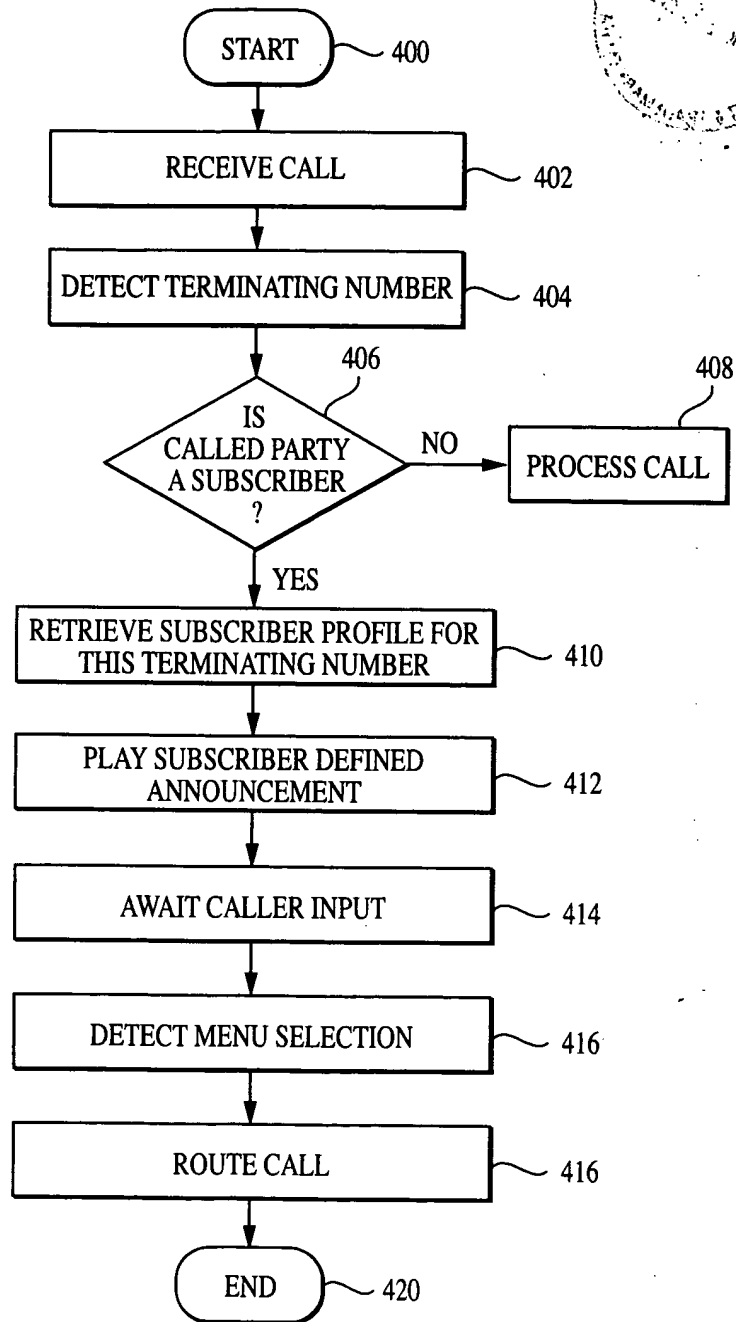 START
400
RECEIVE CALL
402
DETECT TERMINATING NUMBER
404
406
IS
CALLED PARTY
A SUBSCRIBER
?
NO
408
PROCESS CALL
YES
RETRIEVE SUBSCRIBER PROFILE FOR
THIS TERMINATING NUMBER
410
PLAY SUBSCRIBER DEFINED
ANNOUNCEMENT
412
AWAIT CALLER INPUT
414
DETECT MENU SELECTION
416
ROUTE CALL
416
END
420